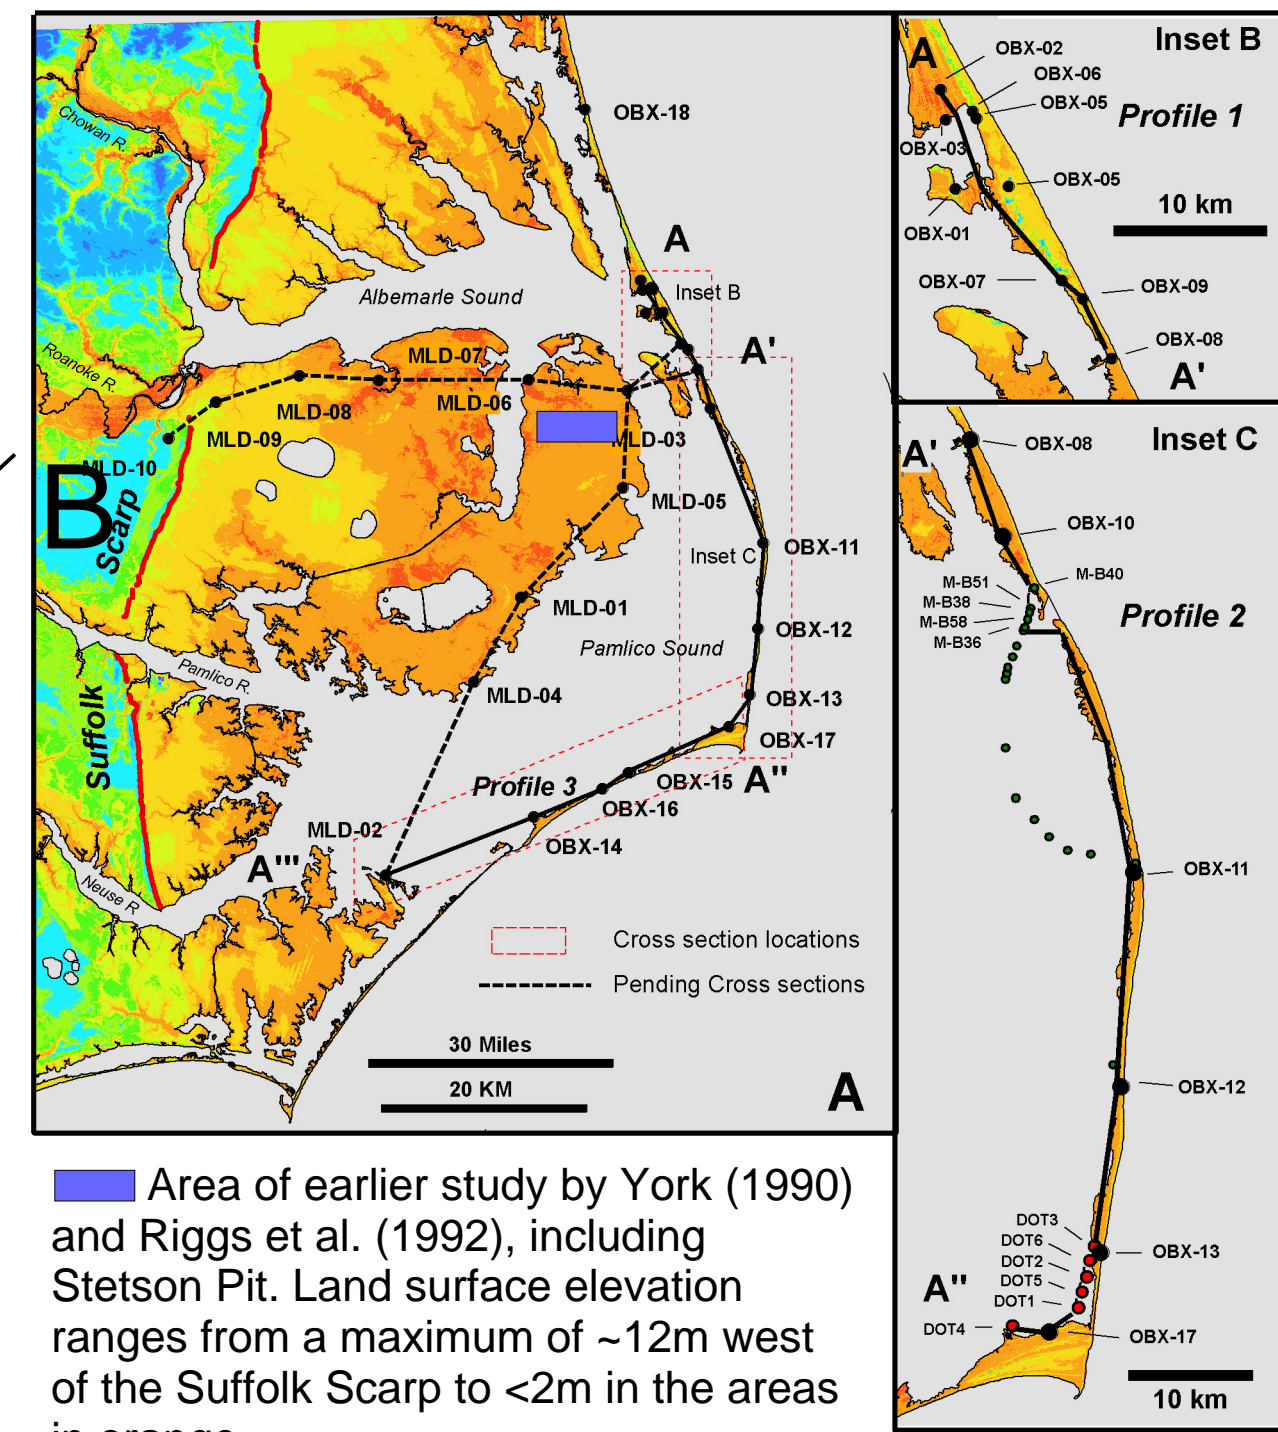 Chowan R.
OBX-18
A
Albemarle Sound
Inset B
Roanoke R.
MLD-07
A'
MLD-08
MLD-06
MLD-09
MLD-03
MLD-10
B
Scarp
MLD-05
OBX-11
Inset C
MLD-01
OBX-12
Pamlico Sound
Pamlico R.
MLD-04
Suffolk
OBX-13
OBX-17
Profile 3
OBX-15
A''
OBX-16
MLD-02
OBX-14
A'''
Neuse R
Cross section locations
Pending Cross sections
30 Miles
20 KM
A
Inset B
A
OBX-02
OBX-06
OBX-05
Profile 1
OBX-03
OBX-05
10 km
OBX-01
OBX-07
OBX-09
OBX-08
A'
Inset C
A'
OBX-08
OBX-10
M-B51
M-B40
M-B38
M-B58
M-B36
Profile 2
OBX-11
OBX-12
DOT3
DOT6
DOT2
DOT5
DOT1
DOT4
OBX-13
A''
OBX-17
10 km
Area of earlier study by York (1990)
and Riggs et al. (1992), including
Stetson Pit. Land surface elevation
ranges from a maximum of ~12m west
of the Suffolk Scarp to <2m in the areas